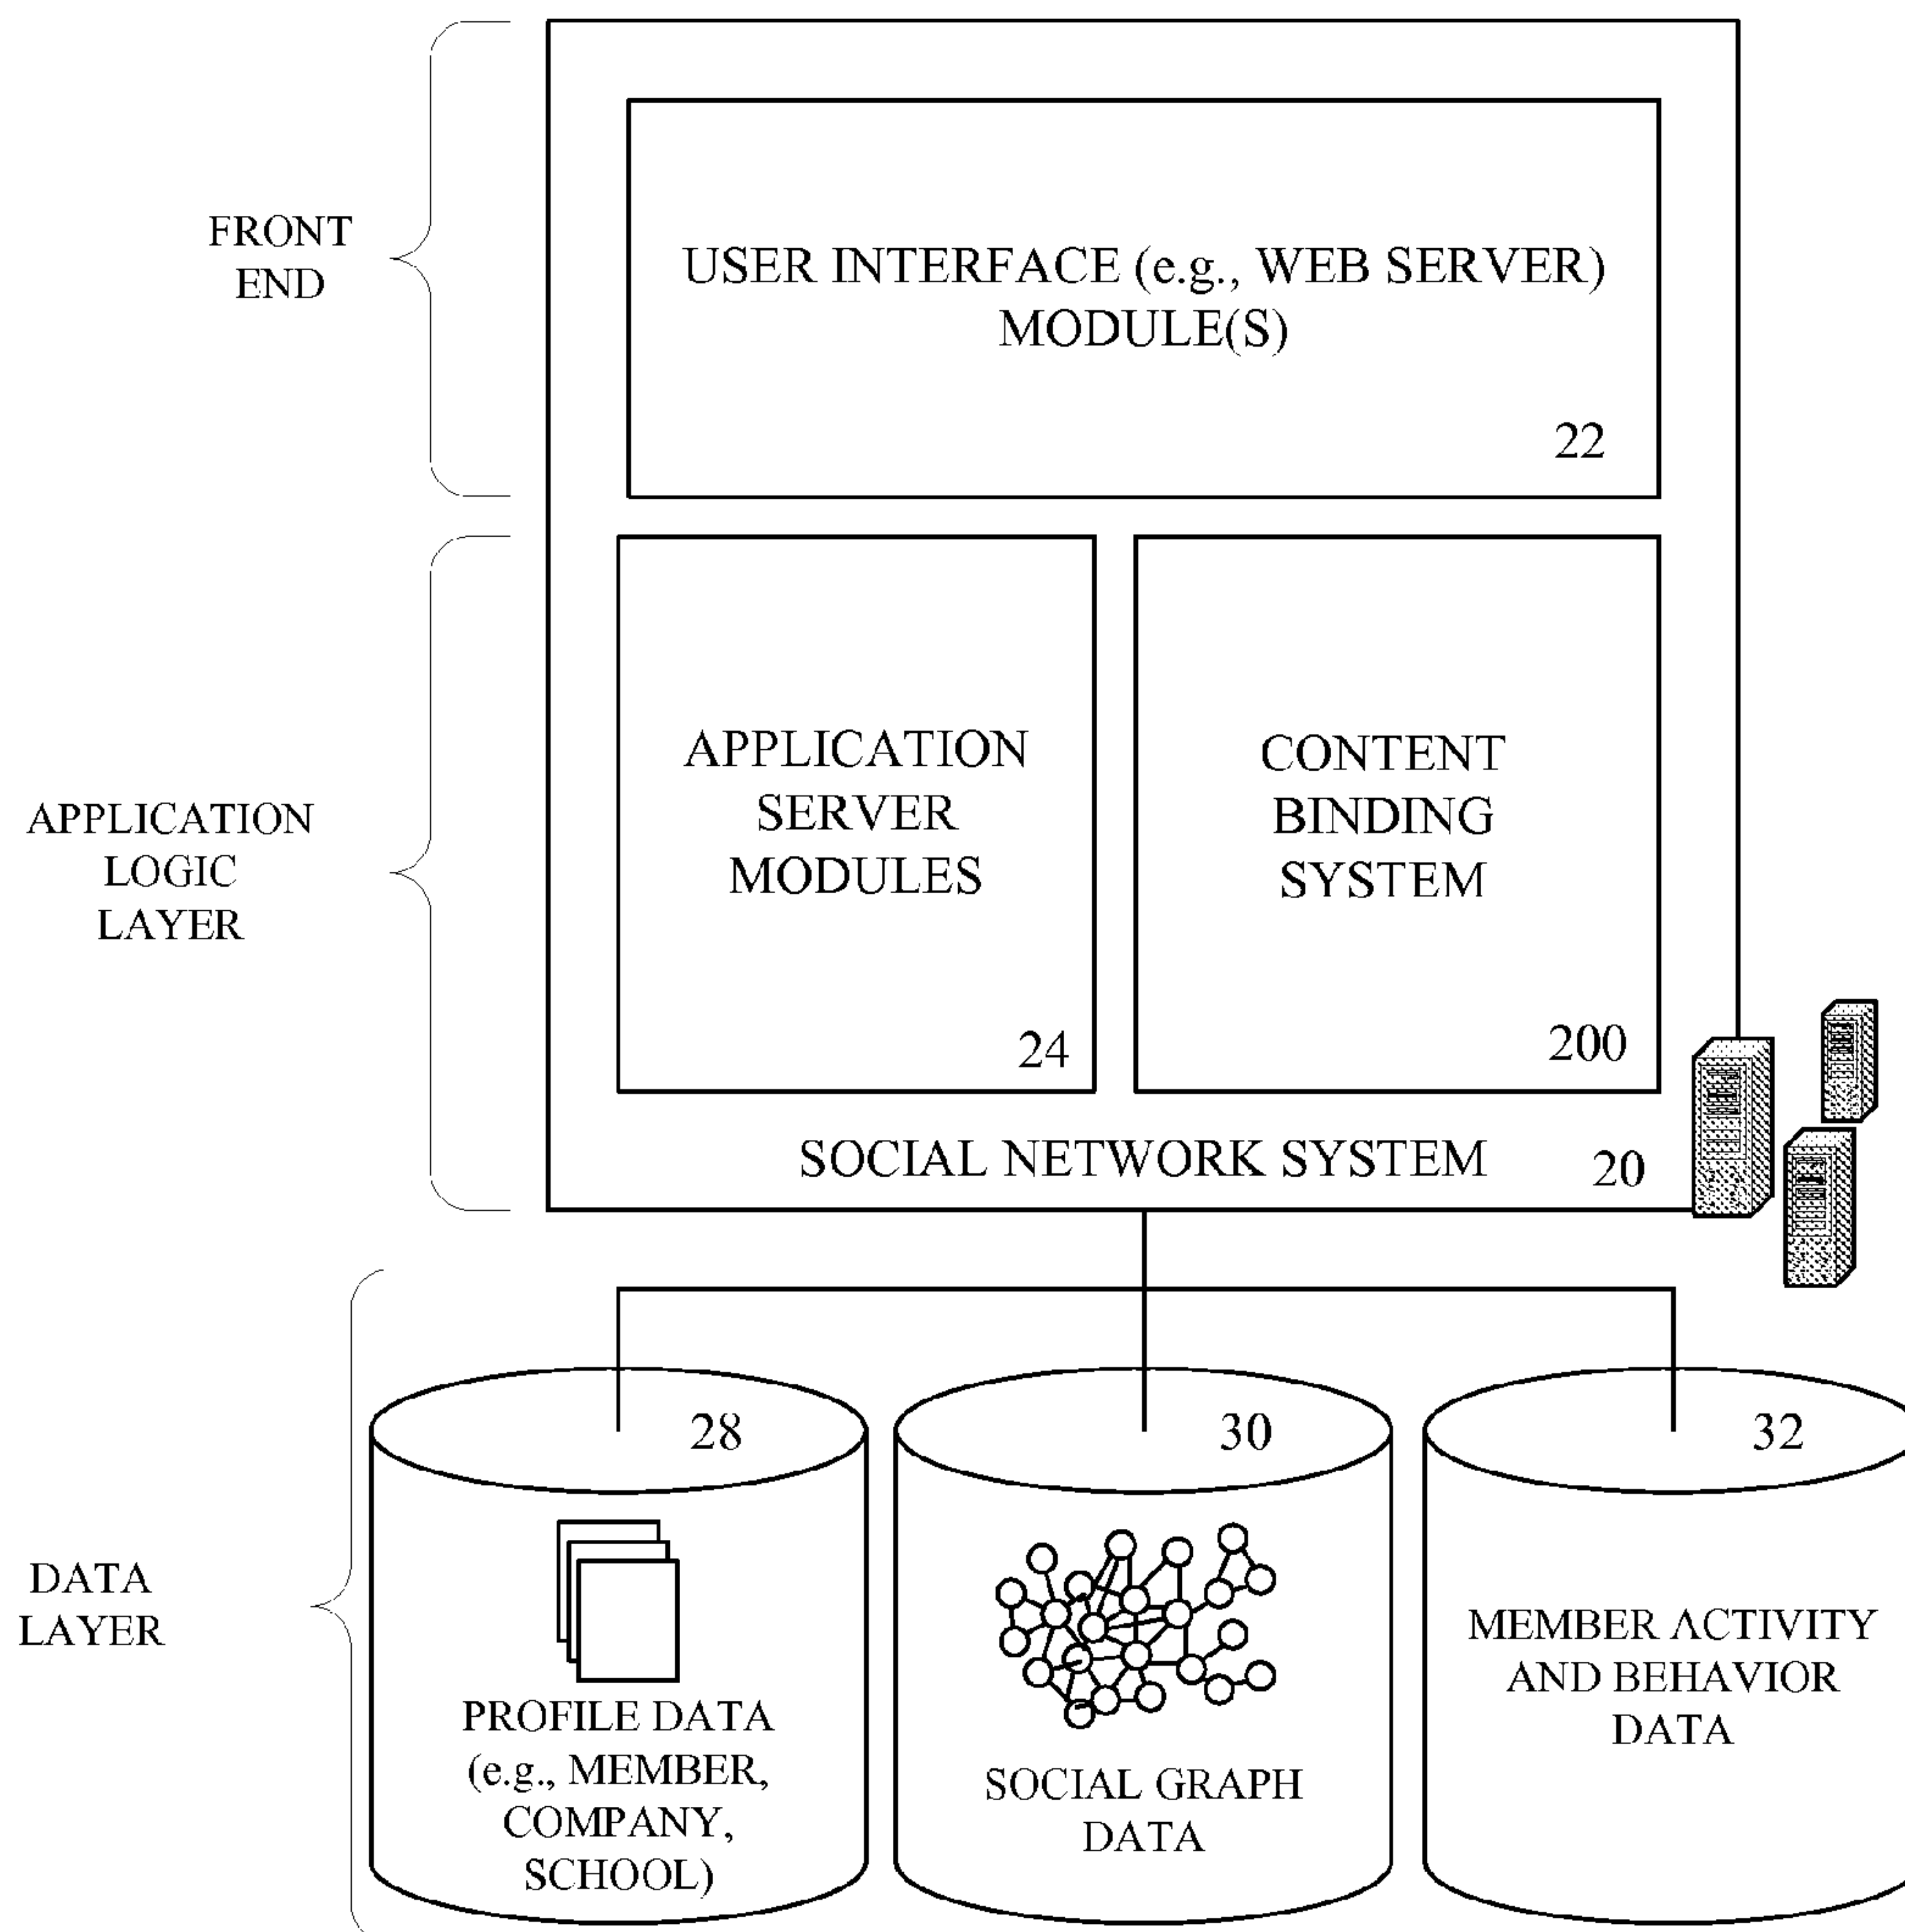 FRONT
END
USER INTERFACE (e.g., WEB SERVER)
MODULE(S)
22
APPLICATION
LOGIC
LAYER
APPLICATION
SERVER
MODULES
24
CONTENT
BINDING
SYSTEM
200
SOCIAL NETWORK SYSTEM
20
DATA
LAYER
28
PROFILE DATA
(e.g., MEMBER,
COMPANY,
SCHOOL)
30
SOCIAL GRAPH
DATA
32
MEMBER ACTIVITY
AND BEHAVIOR
DATA